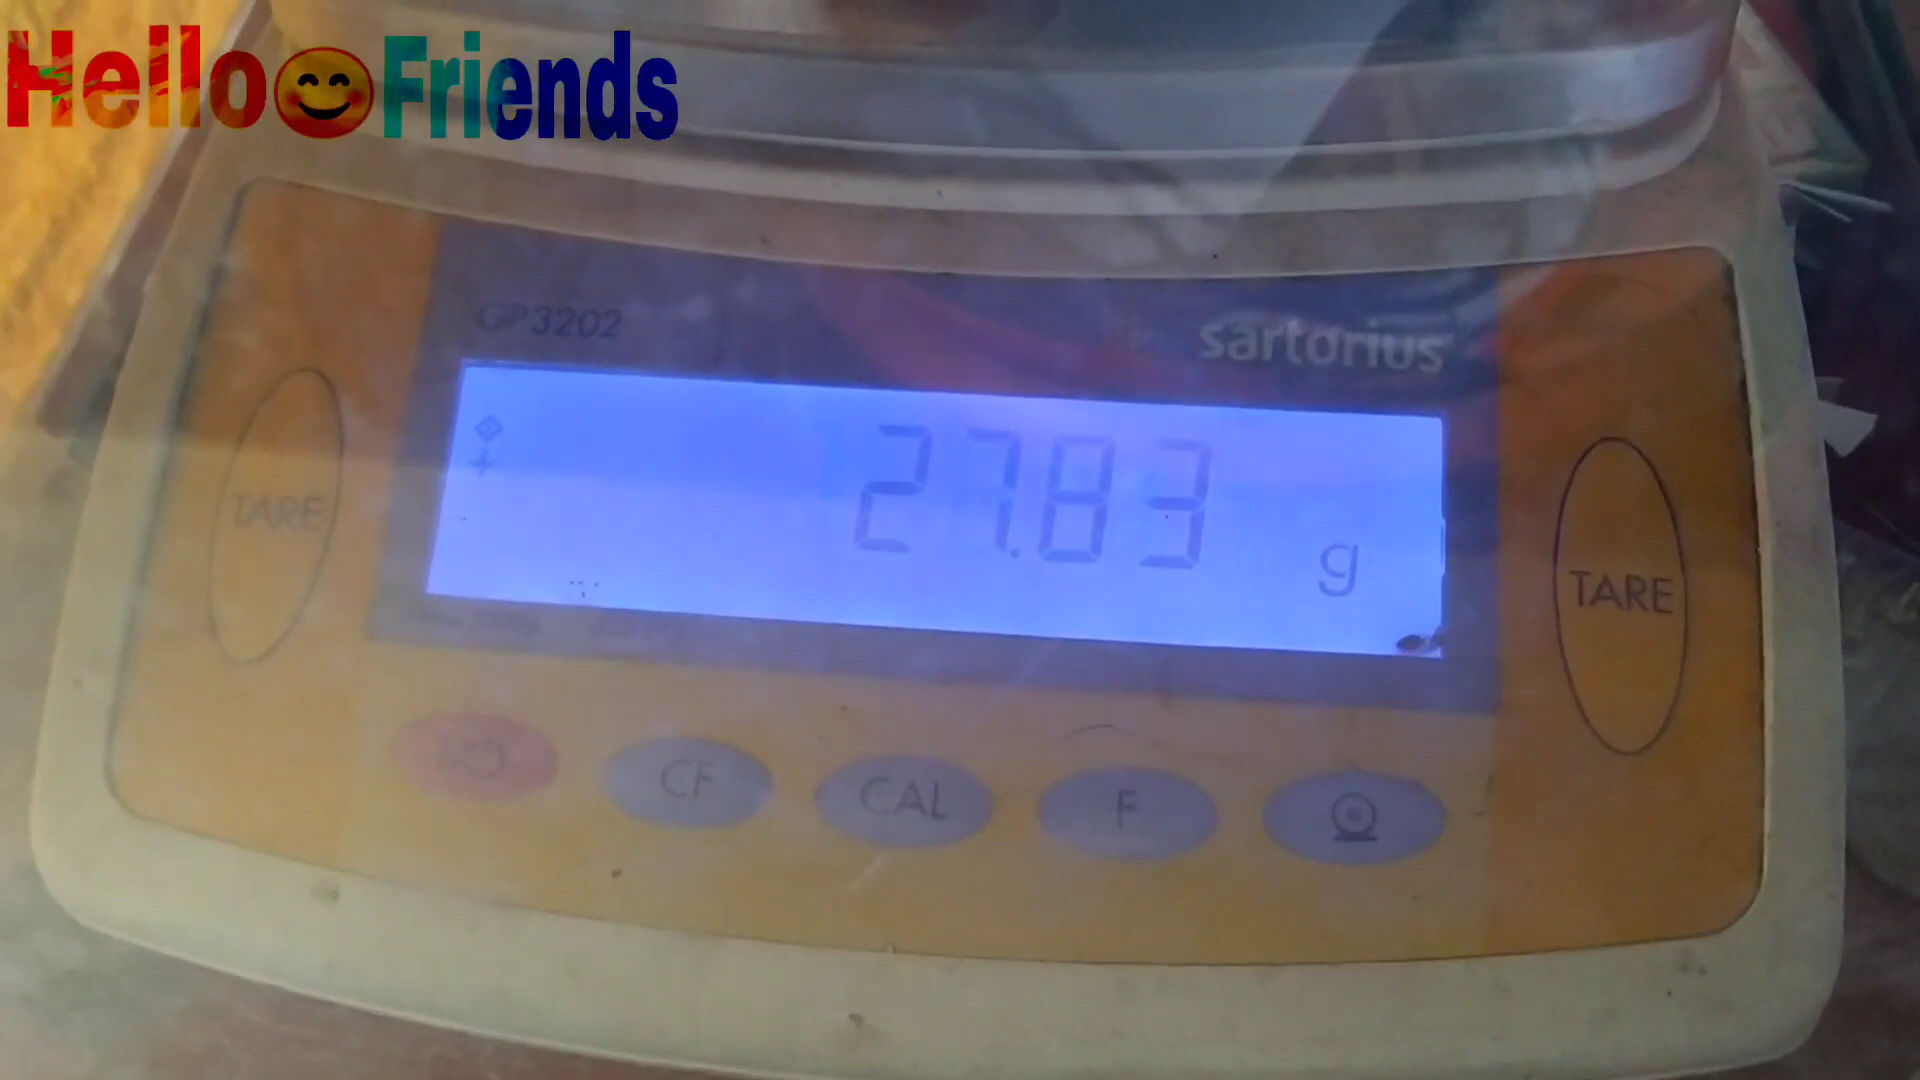 Hello Friends
GP3202
sartorius
+ 27.83 g
TARE
TARE
I/O
CF
CAL
F